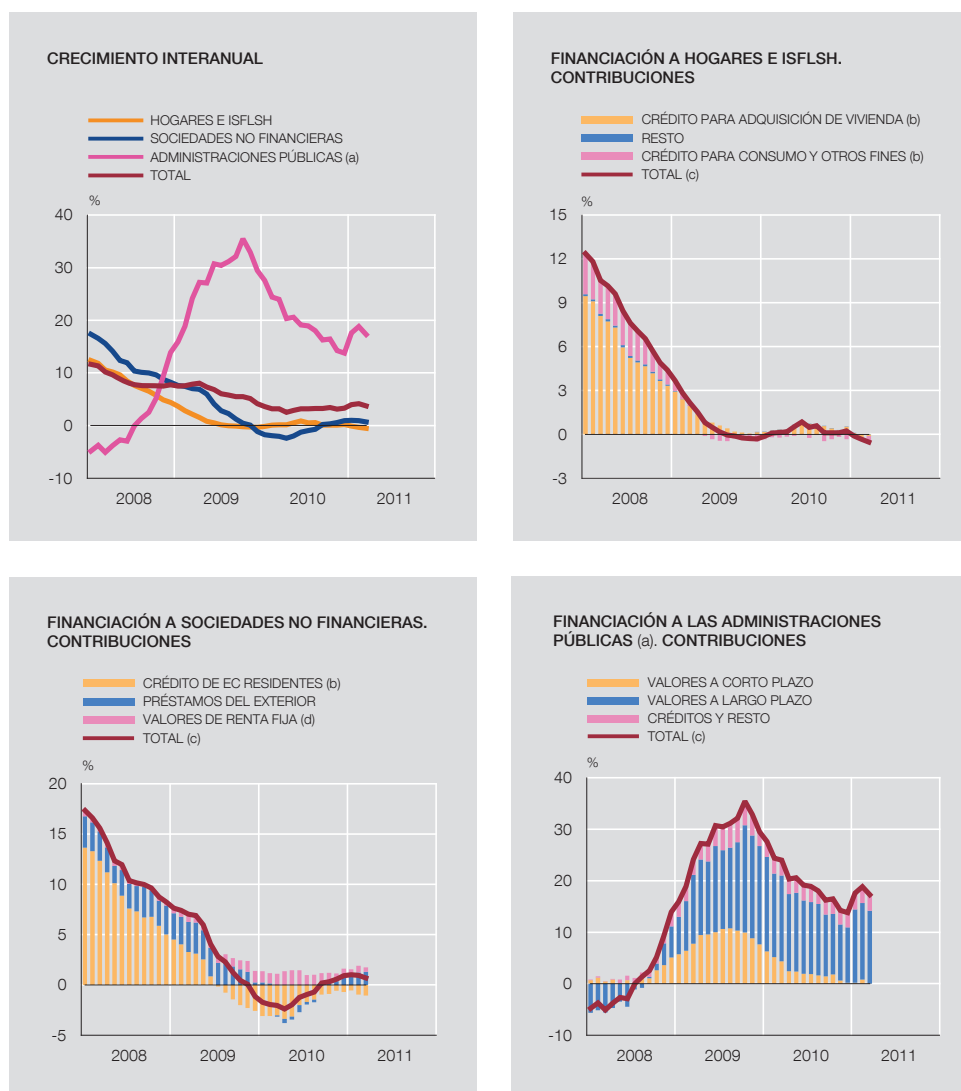 CRECIMIENTO INTERANUAL
HOGARES E ISFLSH
SOCIEDADES NO FINANCIERAS
ADMINISTRACIONES PÚBLICAS (a)
TOTAL
%
40
30
20
10
0
-10
2008 2009 2010 2011
FINANCIACIÓN A HOGARES E ISFLSH.
CONTRIBUCIONES
CRÉDITO PARA ADQUISICIÓN DE VIVIENDA (b)
RESTO
CRÉDITO PARA CONSUMO Y OTROS FINES (b)
TOTAL (c)
%
15
12
9
6
3
0
-3
2008 2009 2010 2011
FINANCIACIÓN A SOCIEDADES NO FINANCIERAS.
CONTRIBUCIONES
CRÉDITO DE EC RESIDENTES (b)
PRÉSTAMOS DEL EXTERIOR
VALORES DE RENTA FIJA (d)
TOTAL (c)
%
20
15
10
5
0
-5
2008 2009 2010 2011
FINANCIACIÓN A LAS ADMINISTRACIONES
PÚBLICAS (a). CONTRIBUCIONES
VALORES A CORTO PLAZO
VALORES A LARGO PLAZO
CRÉDITOS Y RESTO
TOTAL (c)
%
40
30
20
10
0
-10
2008 2009 2010 2011